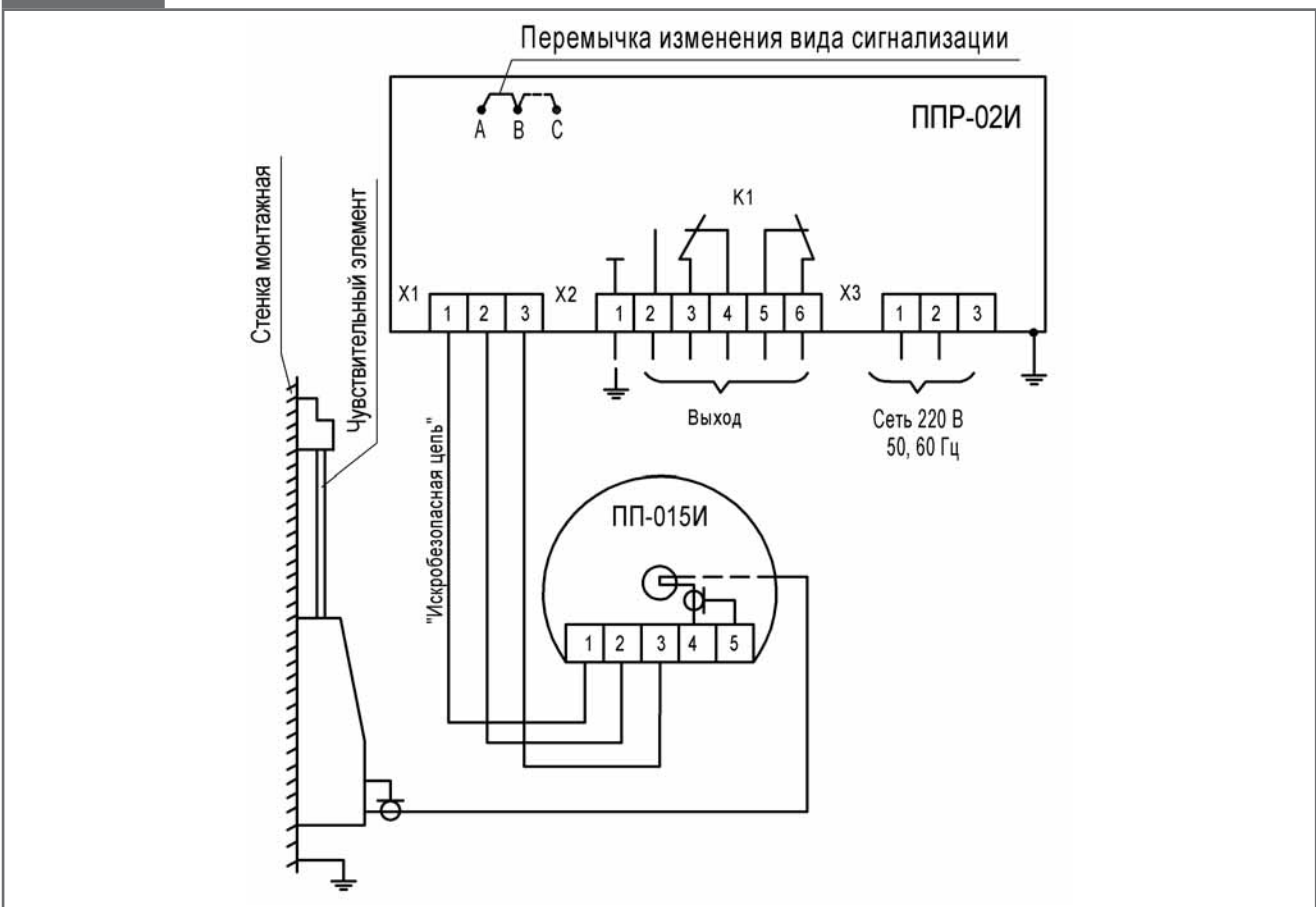 Перемычка изменения вида сигнализации
A B C
ППР-02И
K1
X1
1 2 3
X2
1 2 3 4 5 6
X3
1 2 3
Стенка монтажная
Чувствительный элемент
"Искробезопасная цепь"
Выход
Сеть 220 В
50, 60 Гц
ПП-015И
1 2 3 4 5